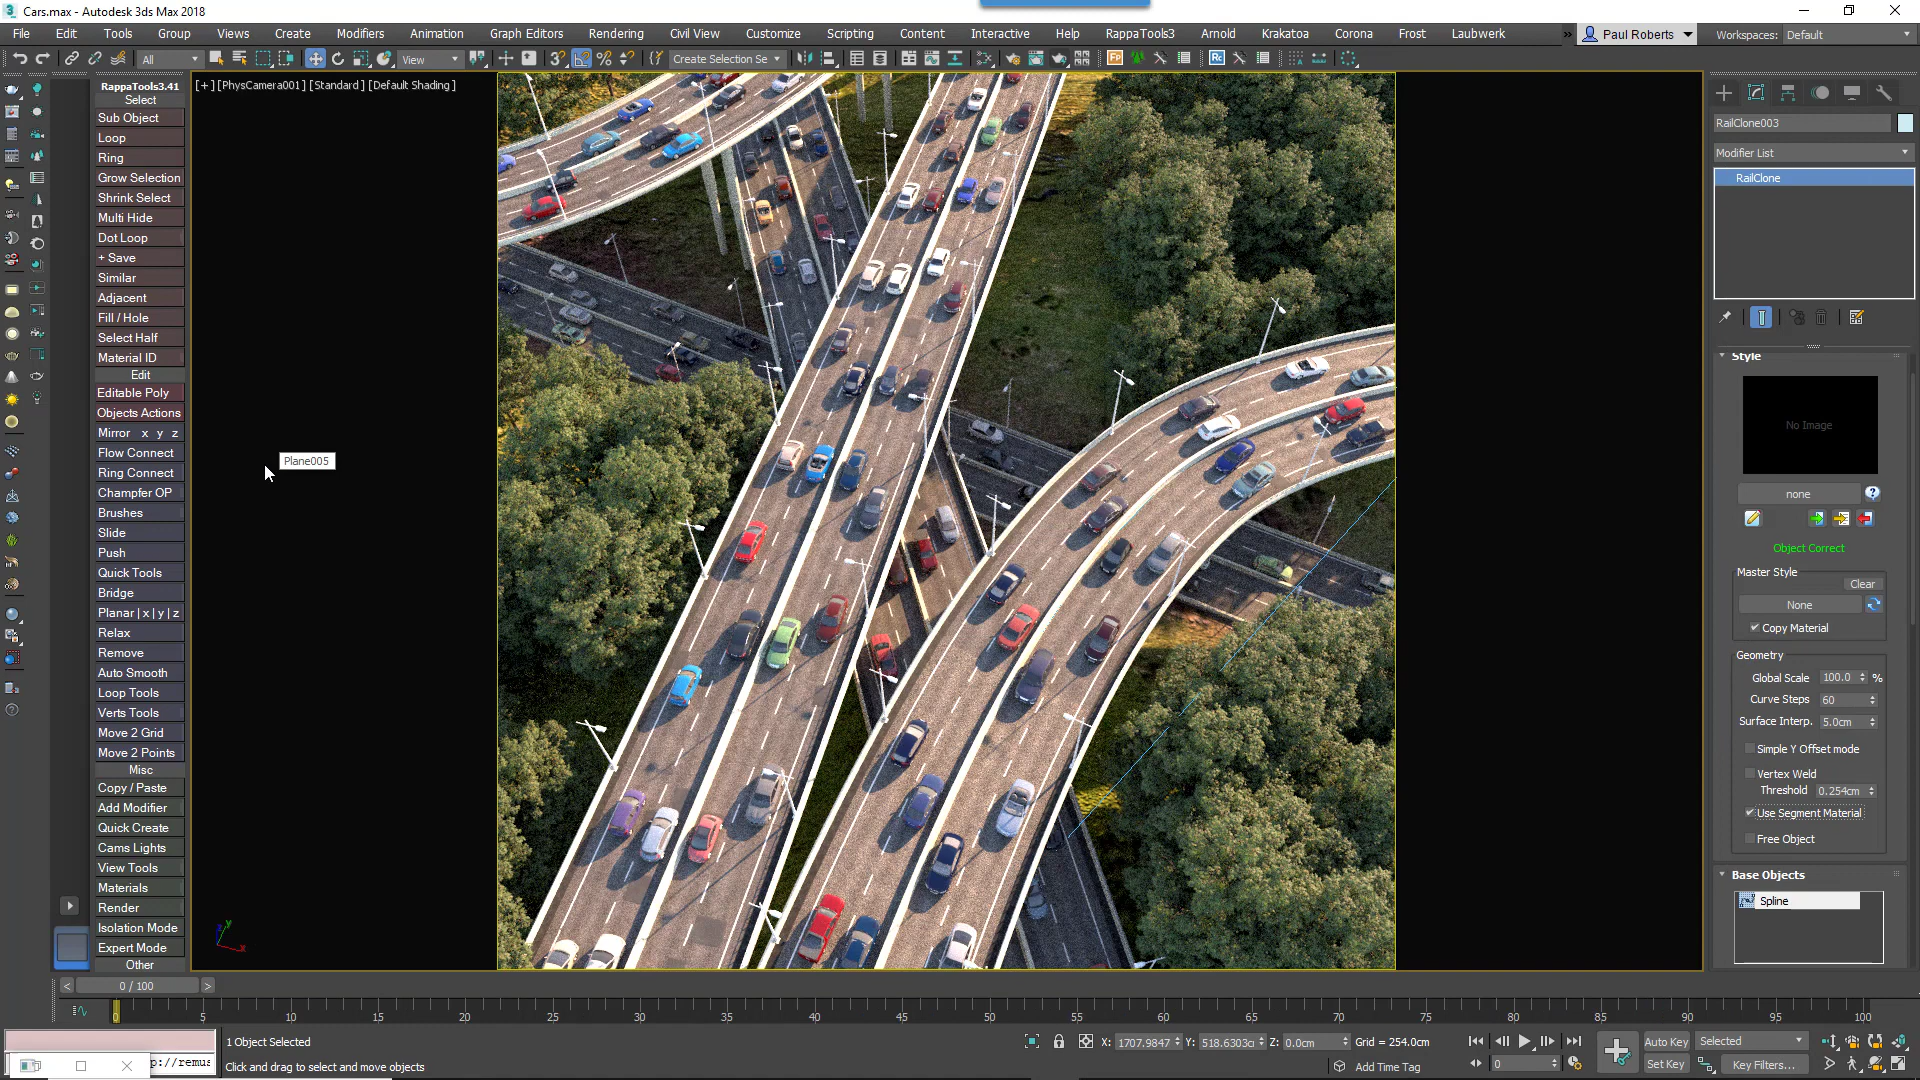 Cars.max - Autodesk 3ds Max 2018
File Edit Tools Group Views Create Modifiers Animation Graph Editors Rendering Civil View Customize Scripting Content Interactive Help RappaTools3 Arnold Krakatoa Corona Frost Laubwerk » Paul Roberts Workspaces: Default
All View Create Selection Se
RappaTools3.41
Select
Sub Object
Loop
Ring
Grow Selection
Shrink Select
Multi Hide
Dot Loop
+ Save
Similar
Adjacent
Fill / Hole
Select Half
Material ID
Edit
Editable Poly
Objects Actions
Mirror x y z
Flow Connect
Ring Connect
Champfer OP
Brushes
Slide
Push
Quick Tools
Bridge
Planar | x | y | z
Relax
Remove
Auto Smooth
Loop Tools
Verts Tools
Move 2 Grid
Move 2 Points
Misc
Copy / Paste
Add Modifier
Quick Create
Cams Lights
View Tools
Materials
Render
Isolation Mode
Expert Mode
Other
[+] [PhysCamera001] [Standard] [Default Shading]
Plane005
RailClone003
Modifier List
RailClone
Style
No Image
none
Object Correct
Master Style
Clear
None
Copy Material
Geometry
Global Scale 100.0 %
Curve Steps 60
Surface Interp. 5.0cm
Simple Y Offset mode
Vertex Weld
Threshold 0.254cm
Use Segment Material
Free Object
Base Objects
Spline
< 0 / 100 >
0 5 10 15 20 25 30 35 40 45 50 55 60 65 70 75 80 85 90 95 100
1 Object Selected
X: 1707.9847 Y: 518.6303c Z: 0.0cm Grid = 254.0cm
Auto Key Selected
p://remus
Click and drag to select and move objects
Add Time Tag
0
Set Key Key Filters...